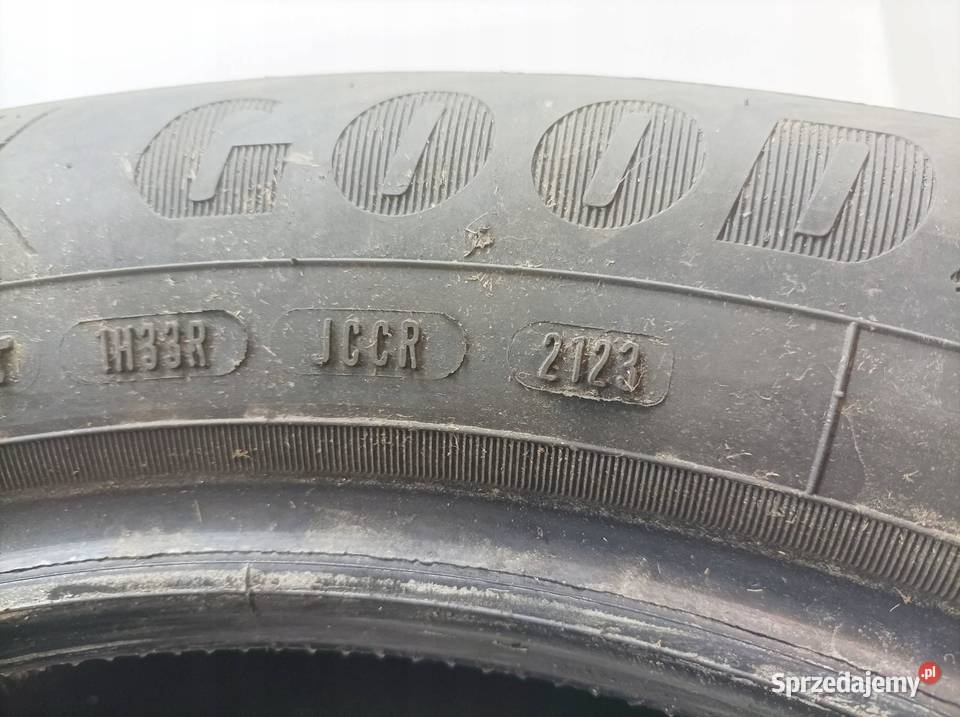 GOOD
1H33R JCCR 2123
Sprzedajemy.pl